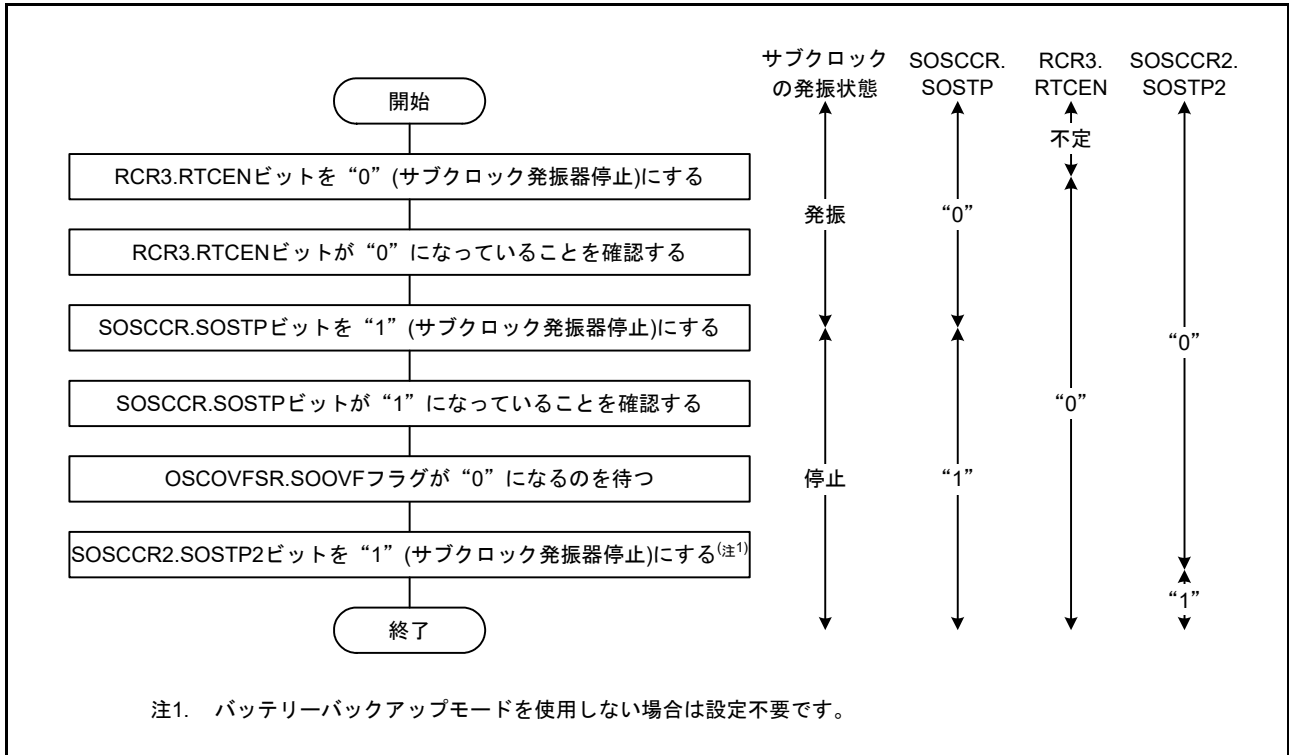 サブクロック
の発振状態
SOSCCR.
SOSTP
RCR3.
RTCEN
SOSCCR2.
SOSTP2
開始
不定
RCR3.RTCENビットを“0”(サブクロック発振器停止)にする
発振
“0”
RCR3.RTCENビットが“0”になっていることを確認する
SOSCCR.SOSTPビットを“1”(サブクロック発振器停止)にする
“0”
SOSCCR.SOSTPビットが“1”になっていることを確認する
“0”
OSCOVFSR.SOOVFフラグが“0”になるのを待つ
停止
“1”
SOSCCR2.SOSTP2ビットを“1”(サブクロック発振器停止)にする(注1)
“1”
終了
注1. バッテリーバックアップモードを使用しない場合は設定不要です。